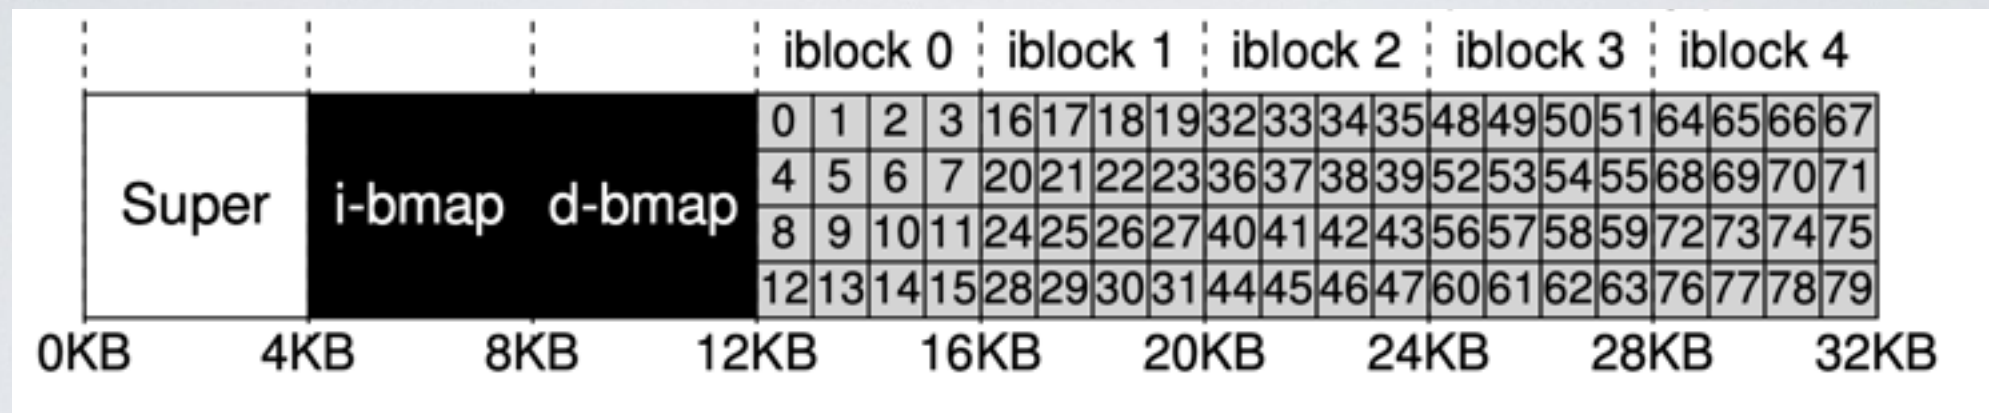 iblock 0 iblock 1 iblock 2 iblock 3 iblock 4
0 1 2 3 16 17 18 19 32 33 34 35 48 49 50 51 64 65 66 67
4 5 6 7 20 21 22 23 36 37 38 39 52 53 54 55 68 69 70 71
Super i-bmap d-bmap
8 9 10 11 24 25 26 27 40 41 42 43 56 57 58 59 72 73 74 75
12 13 14 15 28 29 30 31 44 45 46 47 60 61 62 63 76 77 78 79
0KB 4KB 8KB 12KB 16KB 20KB 24KB 28KB 32KB